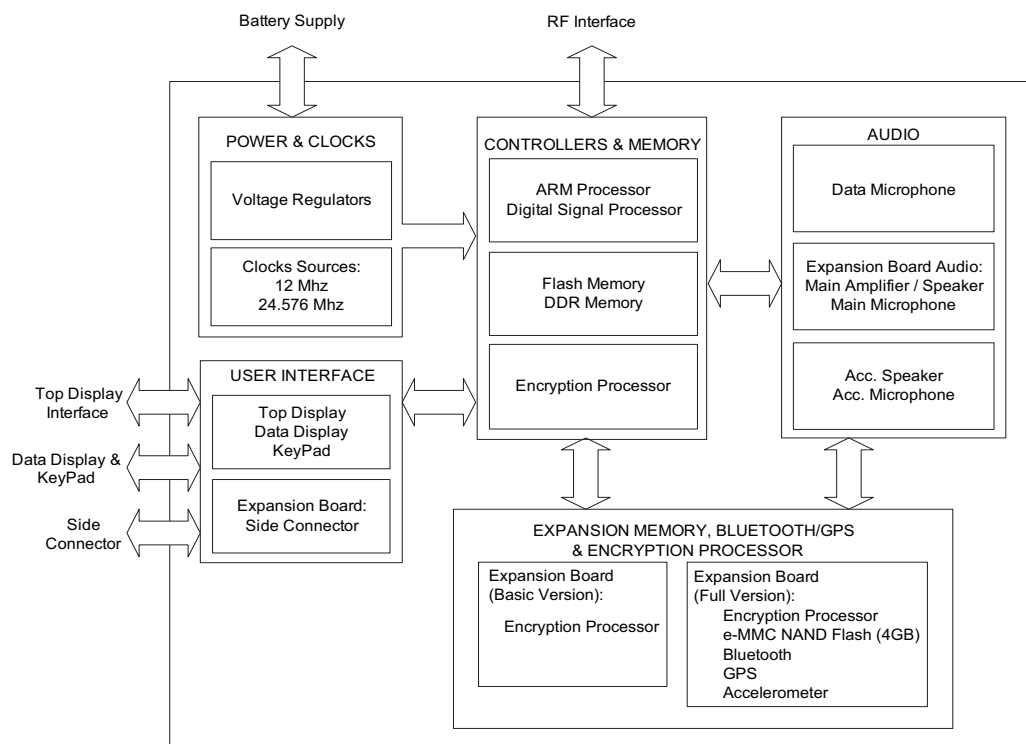 Battery Supply
RF Interface
POWER & CLOCKS
Voltage Regulators
Clocks Sources:
12 Mhz
24.576 Mhz
CONTROLLERS & MEMORY
ARM Processor
Digital Signal Processor
Flash Memory
DDR Memory
Encryption Processor
AUDIO
Data Microphone
Expansion Board Audio:
Main Amplifier / Speaker
Main Microphone
Acc. Speaker
Acc. Microphone
Top Display
Interface
Data Display &
KeyPad
Side
Connector
USER INTERFACE
Top Display
Data Display
KeyPad
Expansion Board:
Side Connector
EXPANSION MEMORY, BLUETOOTH/GPS
& ENCRYPTION PROCESSOR
Expansion Board
(Basic Version):
Encryption Processor
Expansion Board
(Full Version):
Encryption Processor
e-MMC NAND Flash (4GB)
Bluetooth
GPS
Accelerometer